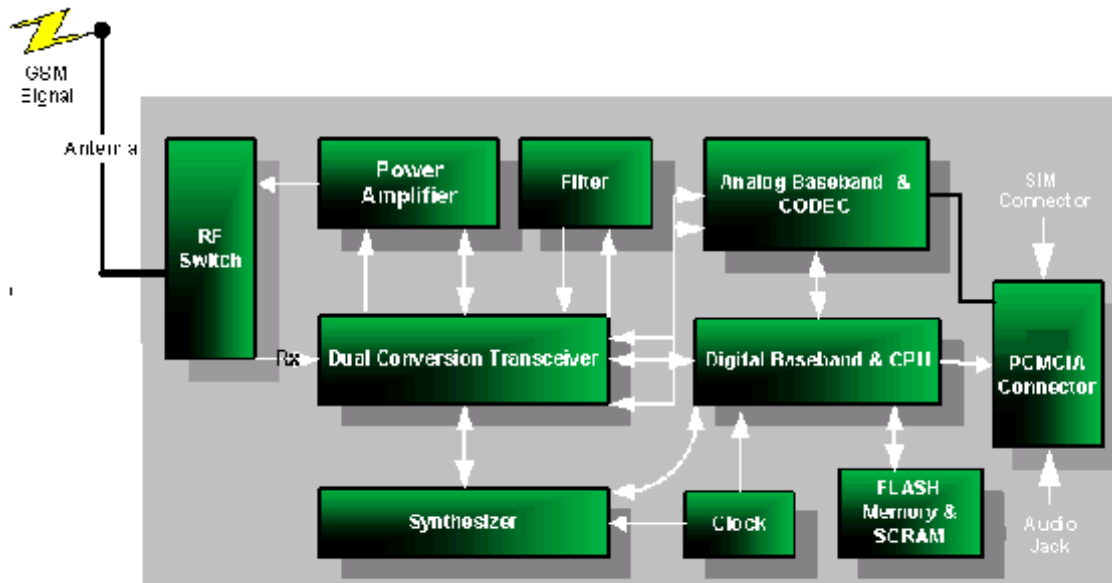 GSM
Signal
Antenna
RF
Switch
Power
Amplifier
Filter
Analog Baseband &
CODEC
SIM
Connector
Rx
Dual Conversion Transceiver
Digital Baseband & CPU
PCMCIA
Connector
Synthesizer
Clock
FLASH
Memory &
SCRAM
Audio
Jack